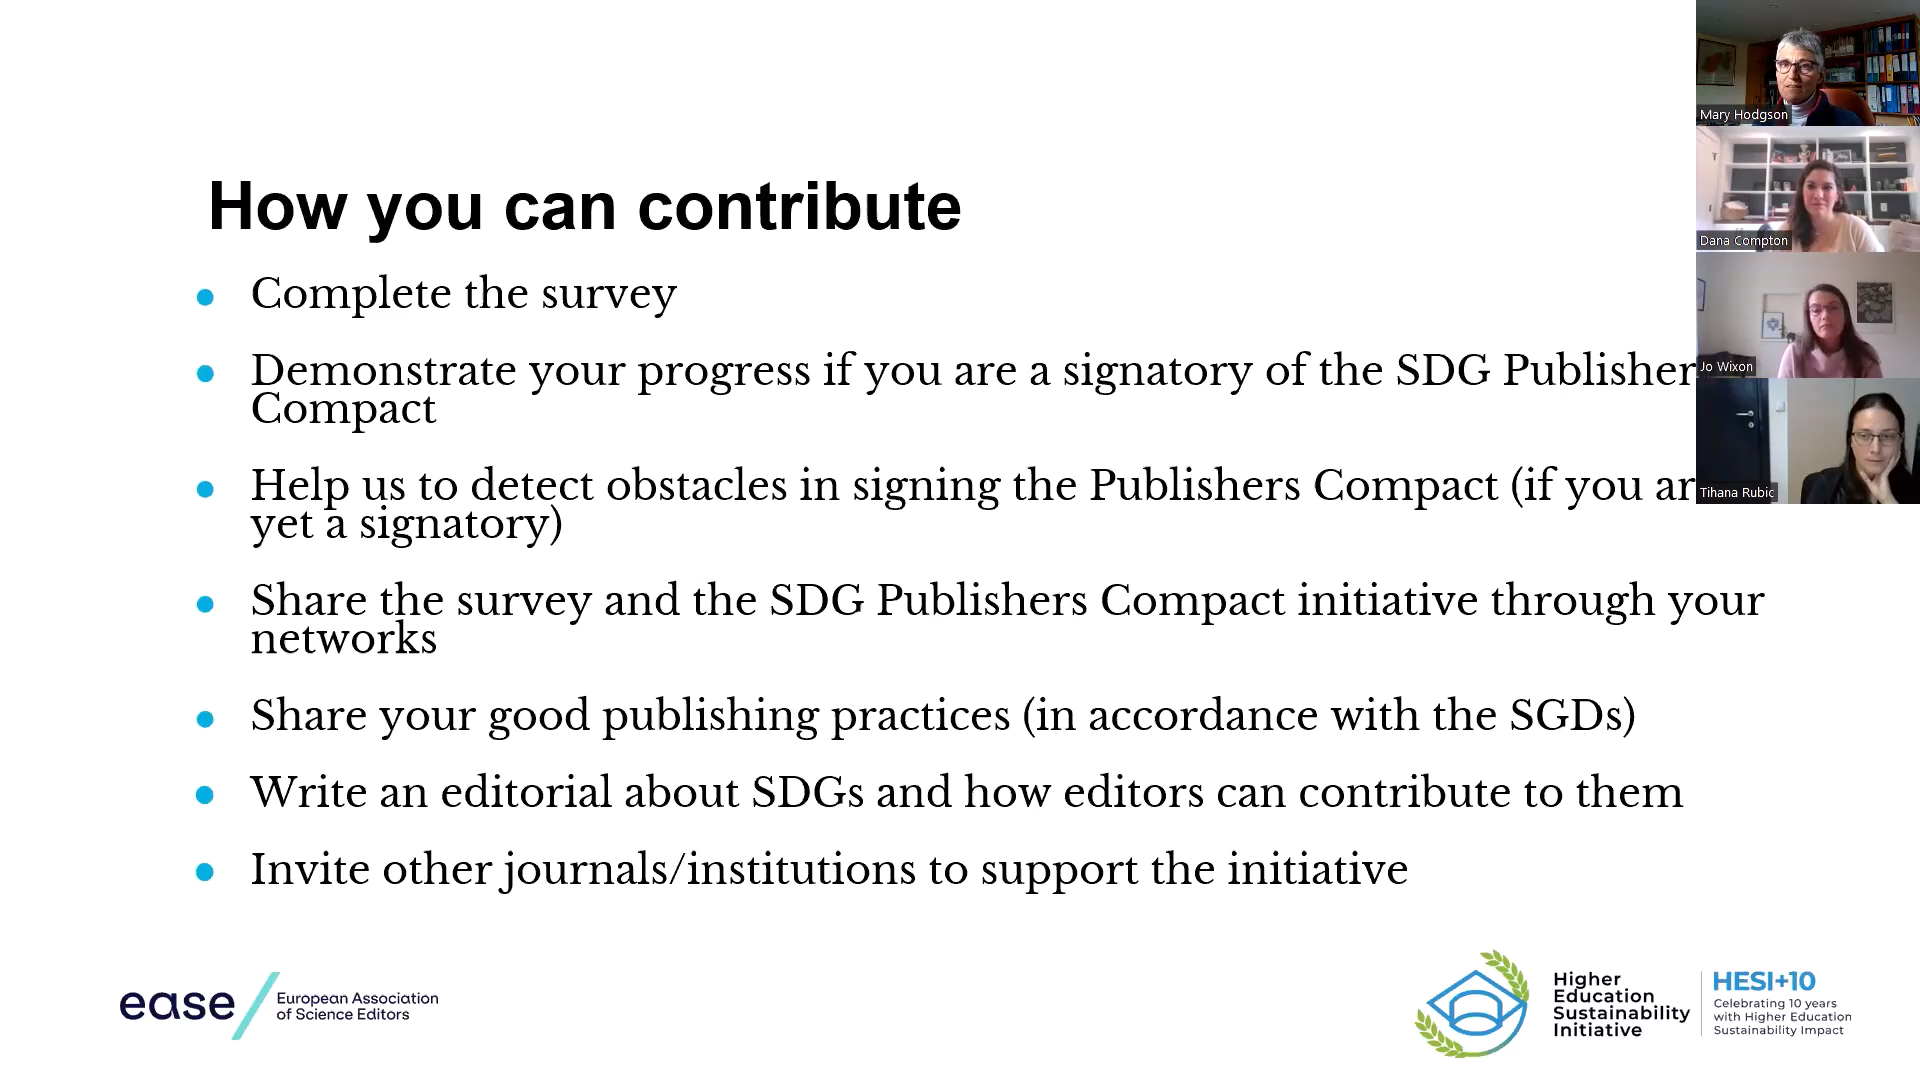 How you can contribute
Complete the survey
Demonstrate your progress if you are a signatory of the SDG Publisher
Compact
Help us to detect obstacles in signing the Publishers Compact (if you ar
yet a signatory)
Share the survey and the SDG Publishers Compact initiative through your
networks
Share your good publishing practices (in accordance with the SGDs)
Write an editorial about SDGs and how editors can contribute to them
Invite other journals/institutions to support the initiative
Mary Hodgson
Dana Compton
Jo Wixon
Tihana Rubic
ease
European Association
of Science Editors
Higher
Education
Sustainability
Initiative
HESI+10
Celebrating 10 years
with Higher Education
Sustainability Impact